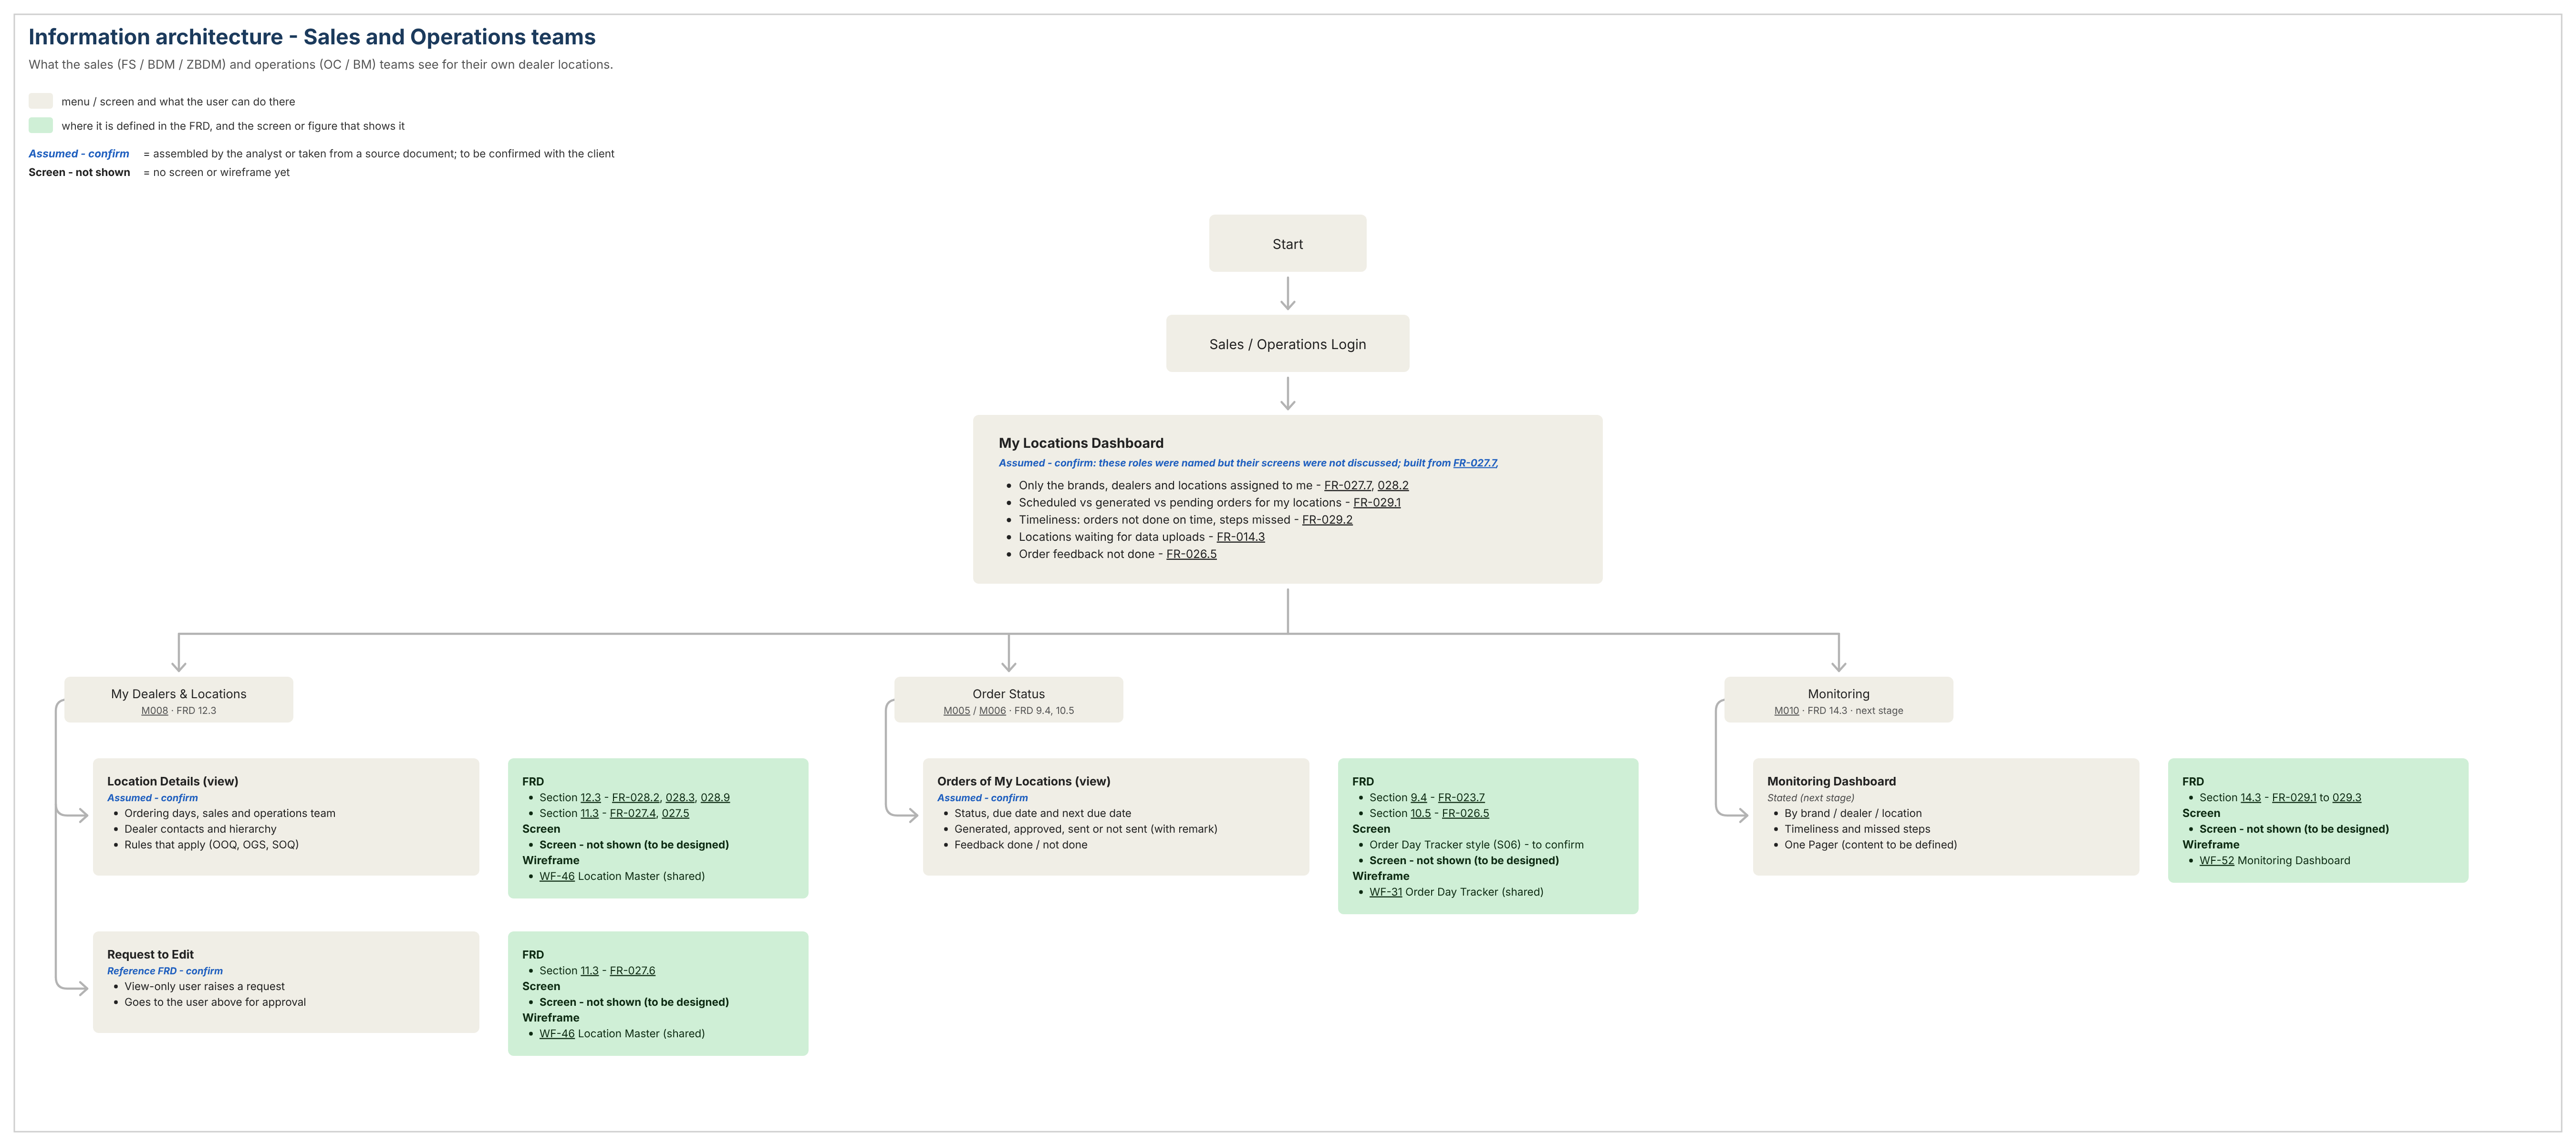 Information architecture - Sales and Operations teams
What the sales (FS / BDM / ZBDM) and operations (OC / BM) teams see for their own dealer locations.
menu / screen and what the user can do there
where it is defined in the FRD, and the screen or figure that shows it
Assumed - confirm = assembled by the analyst or taken from a source document; to be confirmed with the client
Screen - not shown = no screen or wireframe yet
Start
Sales / Operations Login
My Locations Dashboard
Assumed - confirm: these roles were named but their screens were not discussed; built from FR-027.7,
• Only the brands, dealers and locations assigned to me - FR-027.7, 028.2
• Scheduled vs generated vs pending orders for my locations - FR-029.1
• Timeliness: orders not done on time, steps missed - FR-029.2
• Locations waiting for data uploads - FR-014.3
• Order feedback not done - FR-026.5
My Dealers & Locations
M008 · FRD 12.3
Location Details (view)
Assumed - confirm
• Ordering days, sales and operations team
• Dealer contacts and hierarchy
• Rules that apply (OOQ, OGS, SOQ)
FRD
• Section 12.3 - FR-028.2, 028.3, 028.9
• Section 11.3 - FR-027.4, 027.5
Screen
• Screen - not shown (to be designed)
Wireframe
• WF-46 Location Master (shared)
Request to Edit
Reference FRD - confirm
• View-only user raises a request
• Goes to the user above for approval
FRD
• Section 11.3 - FR-027.6
Screen
• Screen - not shown (to be designed)
Wireframe
• WF-46 Location Master (shared)
Order Status
M005 / M006 · FRD 9.4, 10.5
Orders of My Locations (view)
Assumed - confirm
• Status, due date and next due date
• Generated, approved, sent or not sent (with remark)
• Feedback done / not done
FRD
• Section 9.4 - FR-023.7
• Section 10.5 - FR-026.5
Screen
• Order Day Tracker style (S06) - to confirm
• Screen - not shown (to be designed)
Wireframe
• WF-31 Order Day Tracker (shared)
Monitoring
M010 · FRD 14.3 · next stage
Monitoring Dashboard
Stated (next stage)
• By brand / dealer / location
• Timeliness and missed steps
• One Pager (content to be defined)
FRD
• Section 14.3 - FR-029.1 to 029.3
Screen
• Screen - not shown (to be designed)
Wireframe
• WF-52 Monitoring Dashboard